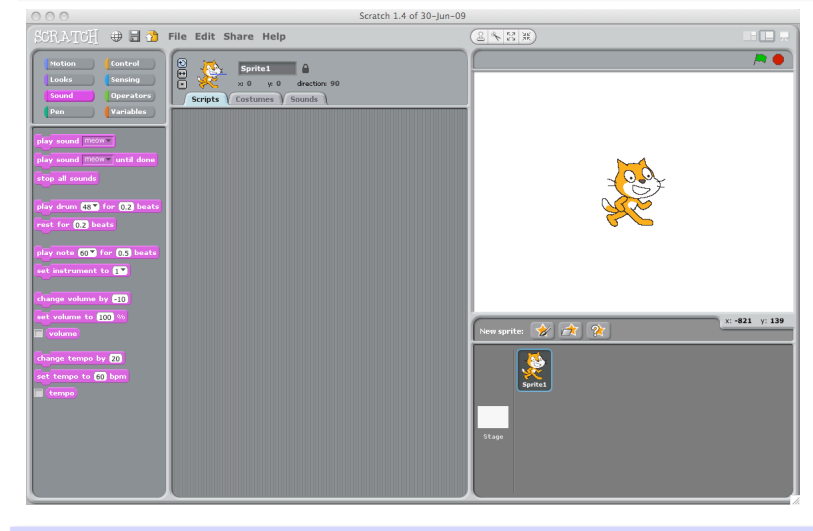 Scratch 1.4 of 30-Jun-09
SCRATCH File Edit Share Help
Motion Control
Looks Sensing
Sound Operators
Pen Variables
Sprite1
x: 0 y: 0 direction: 90
Scripts Costumes Sounds
play sound meow
play sound meow until done
stop all sounds
play drum 48 for 0.2 beats
rest for 0.2 beats
play note 60 for 0.5 beats
set instrument to 1
change volume by -10
set volume to 100 %
volume
change tempo by 20
set tempo to 60 bpm
tempo
x: -821 y: 139
New sprite:
Sprite1
Stage